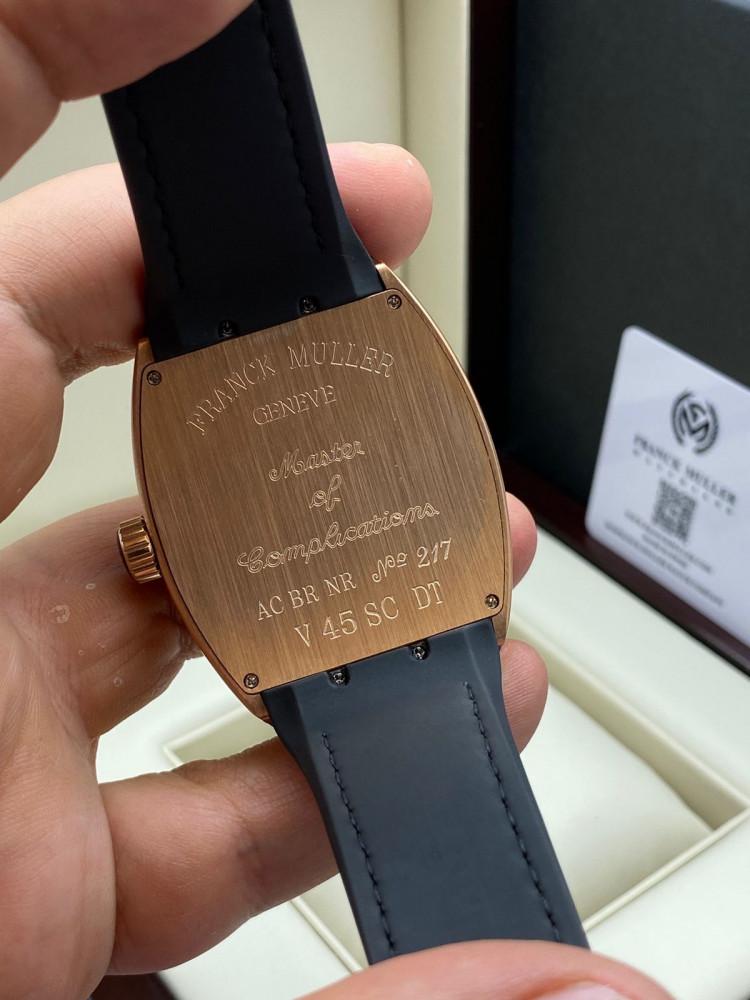 FRANCK MULLER
GENEVE
Master
of
Complications
AC BR NR Nº 217
V 45 SC DT
FRANCK MULLER